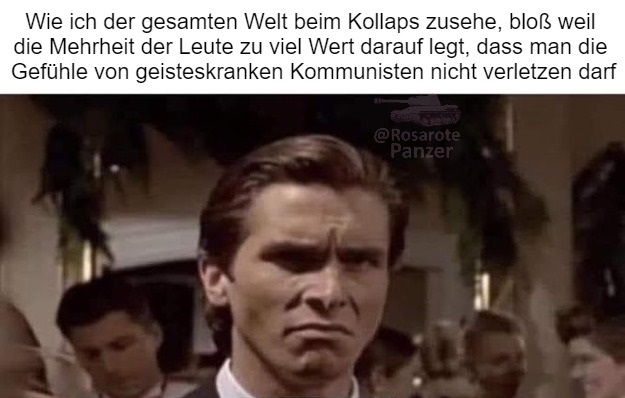 Wie ich der gesamten Welt beim Kollaps zusehe, bloß weil
die Mehrheit der Leute zu viel Wert darauf legt, dass man die
Gefühle von geisteskranken Kommunisten nicht verletzen darf
@Rosarote
Panzer